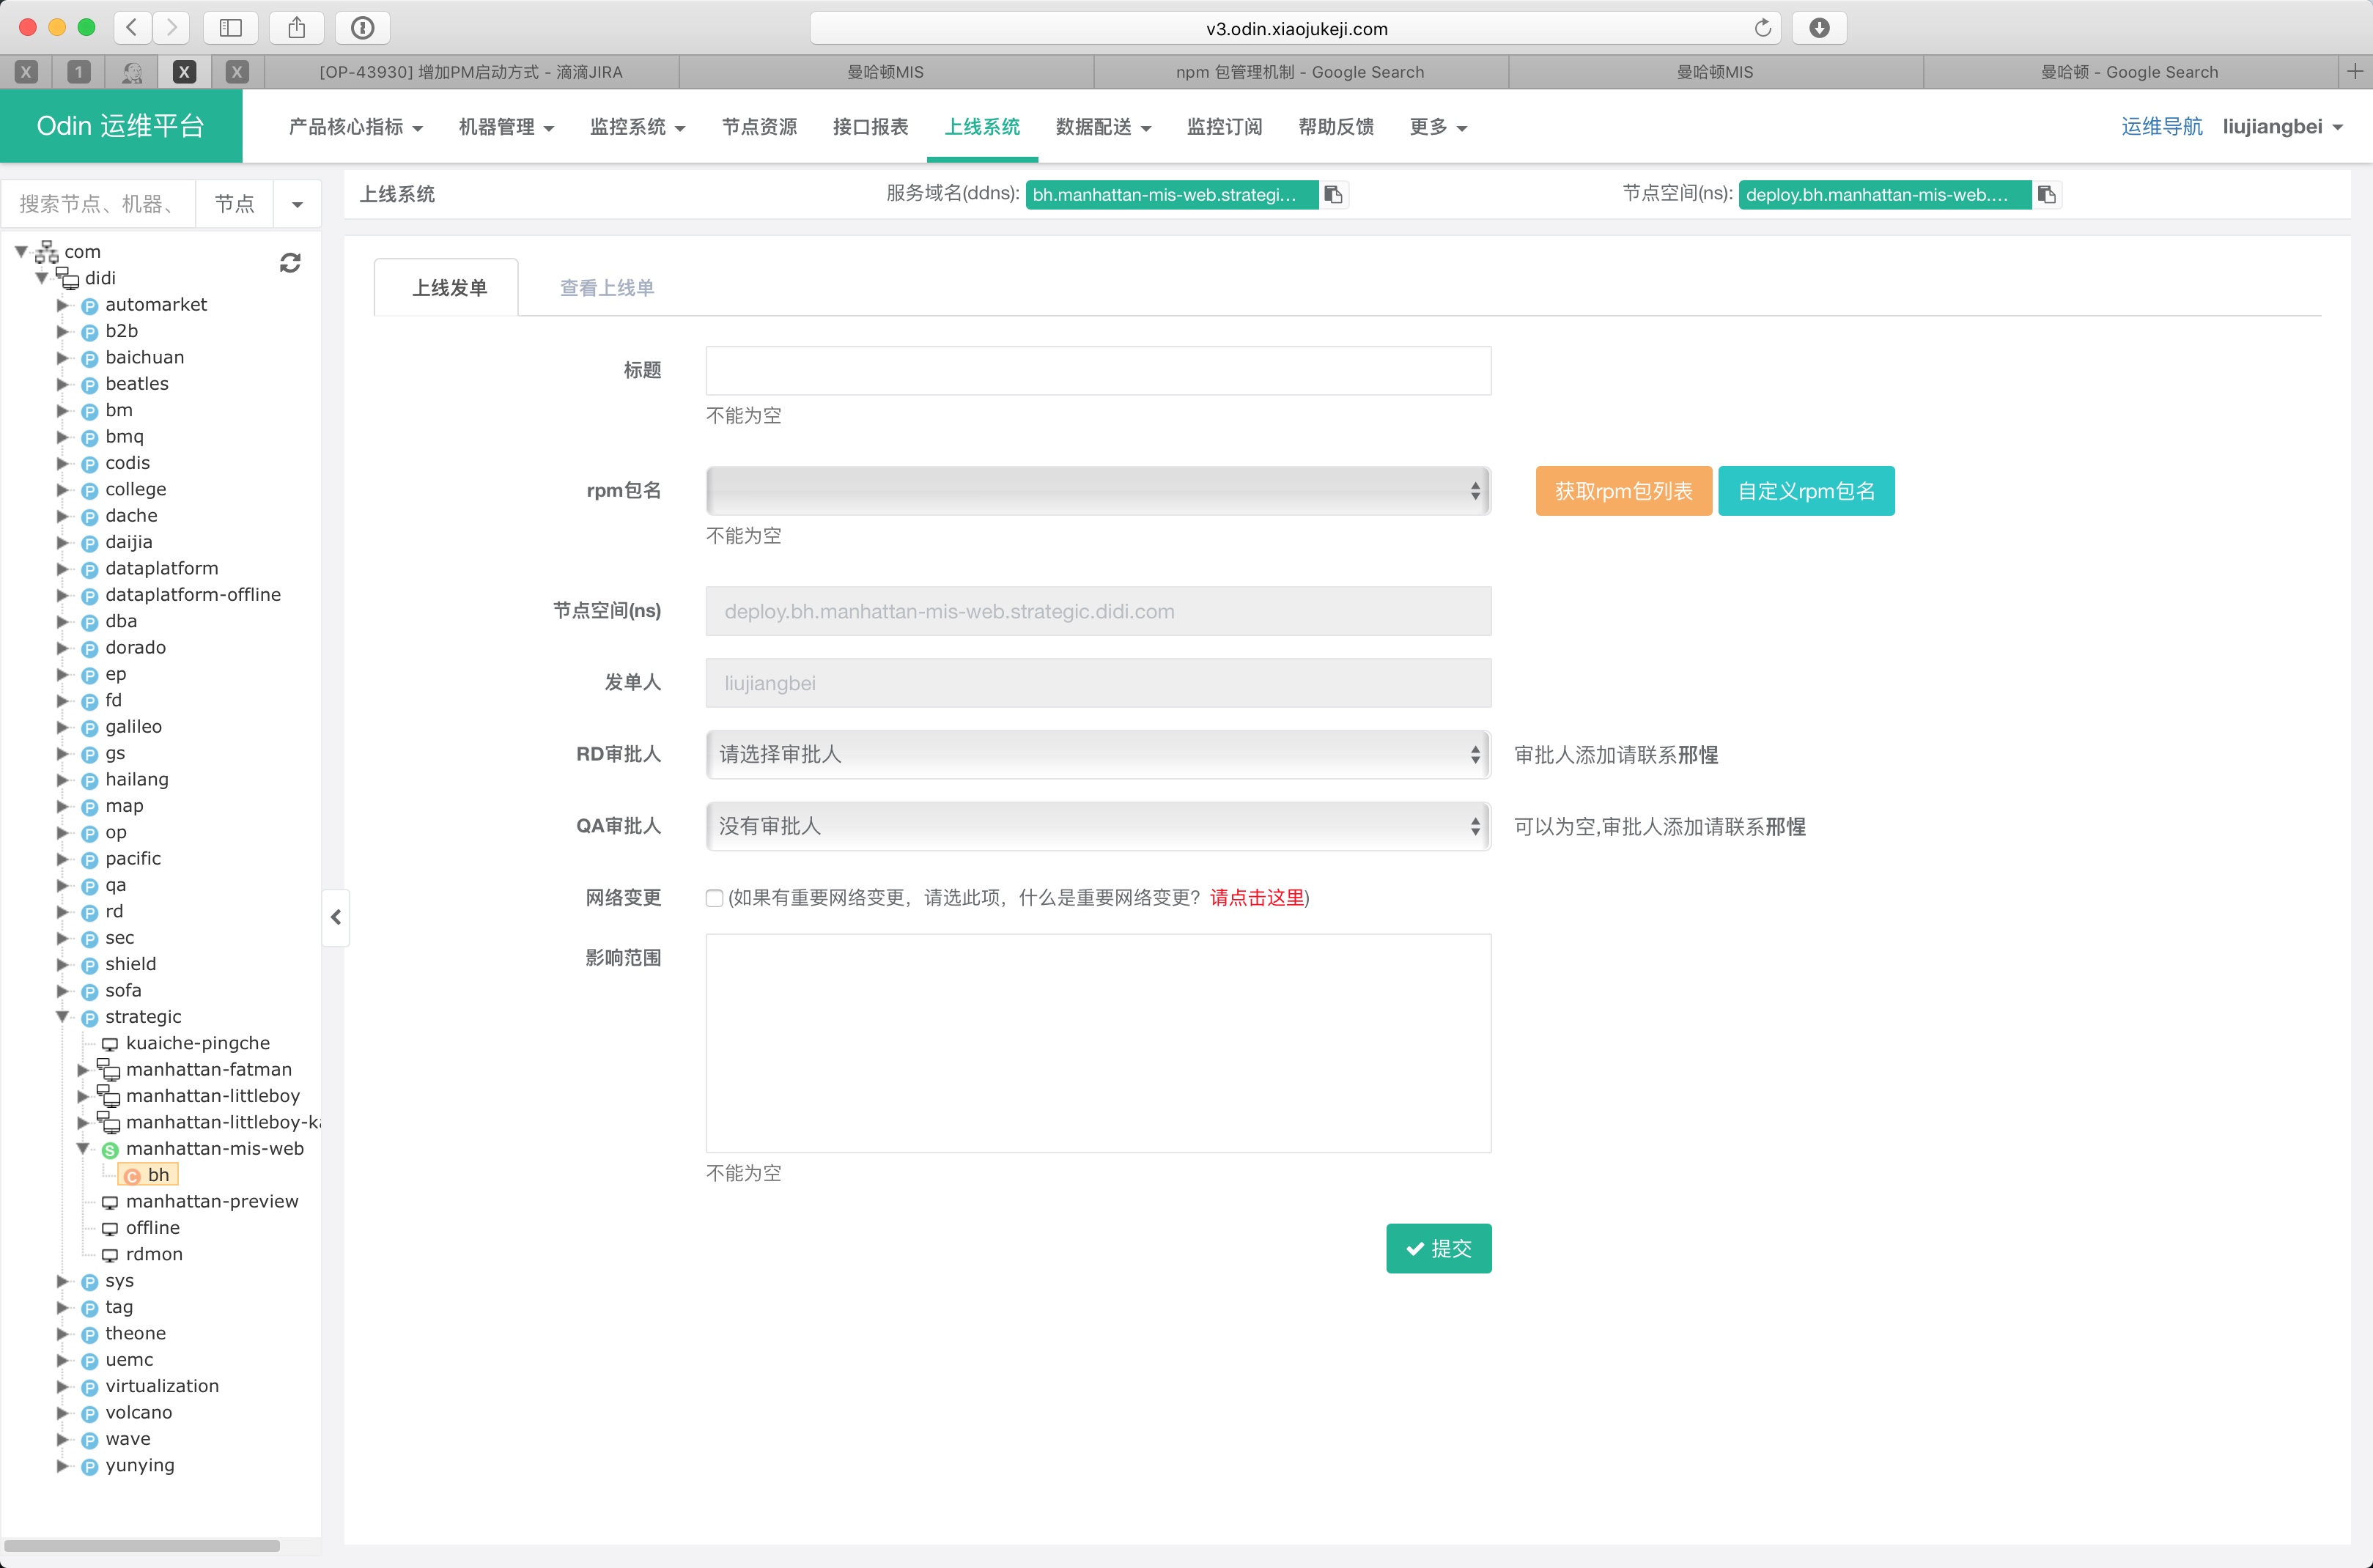 v3.odin.xiaojukeji.com
X
1
X
X
[OP-43930] 增加PM启动方式 - 滴滴JIRA
曼哈顿MIS
npm 包管理机制 - Google Search
曼哈顿MIS
曼哈顿 - Google Search
Odin 运维平台
产品核心指标
机器管理
监控系统
节点资源
接口报表
上线系统
数据配送
监控订阅
帮助反馈
更多
运维导航
liujiangbei
搜索节点、机器、
节点
上线系统
服务域名(ddns):
bh.manhattan-mis-web.strategi...
节点空间(ns):
deploy.bh.manhattan-mis-web....
com
didi
P automarket
P b2b
P baichuan
P beatles
P bm
P bmq
P codis
P college
P dache
P daijia
P dataplatform
P dataplatform-offline
P dba
P dorado
P ep
P fd
P galileo
P gs
P hailang
P map
P op
P pacific
P qa
P rd
P sec
P shield
P sofa
P strategic
kuaiche-pingche
manhattan-fatman
manhattan-littleboy
manhattan-littleboy-ka
S manhattan-mis-web
C bh
manhattan-preview
offline
rdmon
P sys
P tag
P theone
P uemc
P virtualization
P volcano
P wave
P yunying
上线发单
查看上线单
标题
不能为空
rpm包名
获取rpm包列表
自定义rpm包名
不能为空
节点空间(ns)
deploy.bh.manhattan-mis-web.strategic.didi.com
发单人
liujiangbei
RD审批人
请选择审批人
审批人添加请联系邢惺
QA审批人
没有审批人
可以为空,审批人添加请联系邢惺
网络变更
(如果有重要网络变更，请选此项，什么是重要网络变更？请点击这里)
影响范围
不能为空
提交